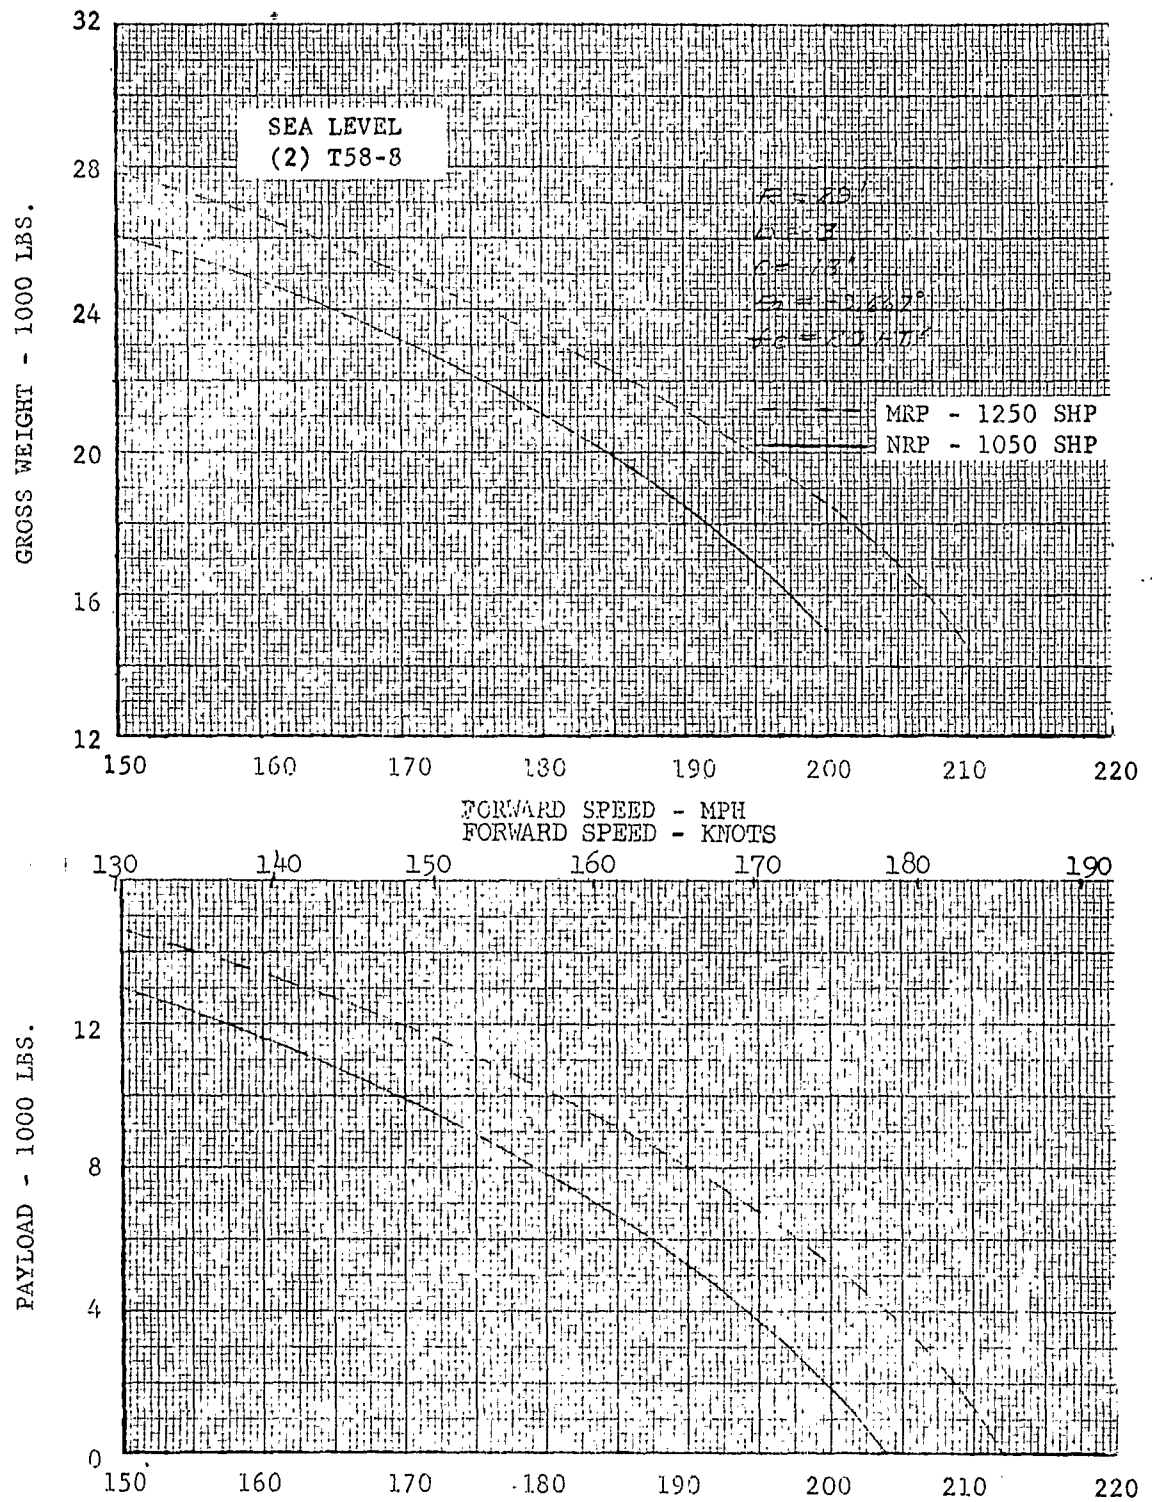 32
SEA LEVEL
(2) T58-8
28
24
20
16
12
GROSS WEIGHT - 1000 LBS.
MRP - 1250 SHP
NRP - 1050 SHP
150 160 170 180 190 200 210 220
FORWARD SPEED - MPH
FORWARD SPEED - KNOTS
130 140 150 160 170 180 190
12
8
4
0
PAYLOAD - 1000 LBS.
150 160 170 180 190 200 210 220